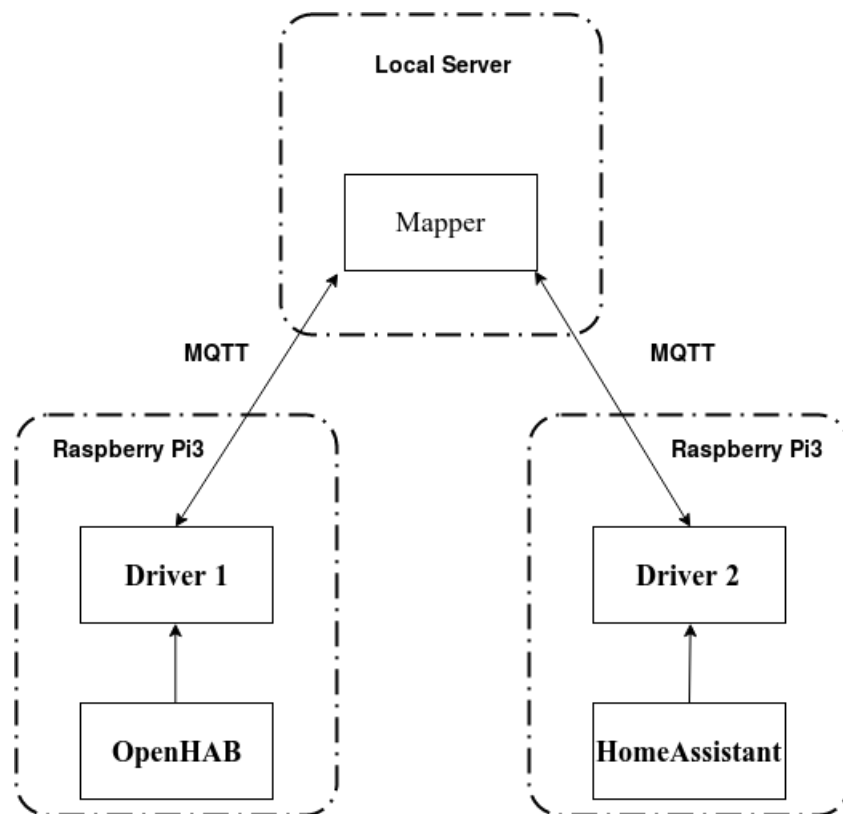 Local Server
Mapper
MQTT
MQTT
Raspberry Pi3
Raspberry Pi3
Driver 1
Driver 2
OpenHAB
HomeAssistant